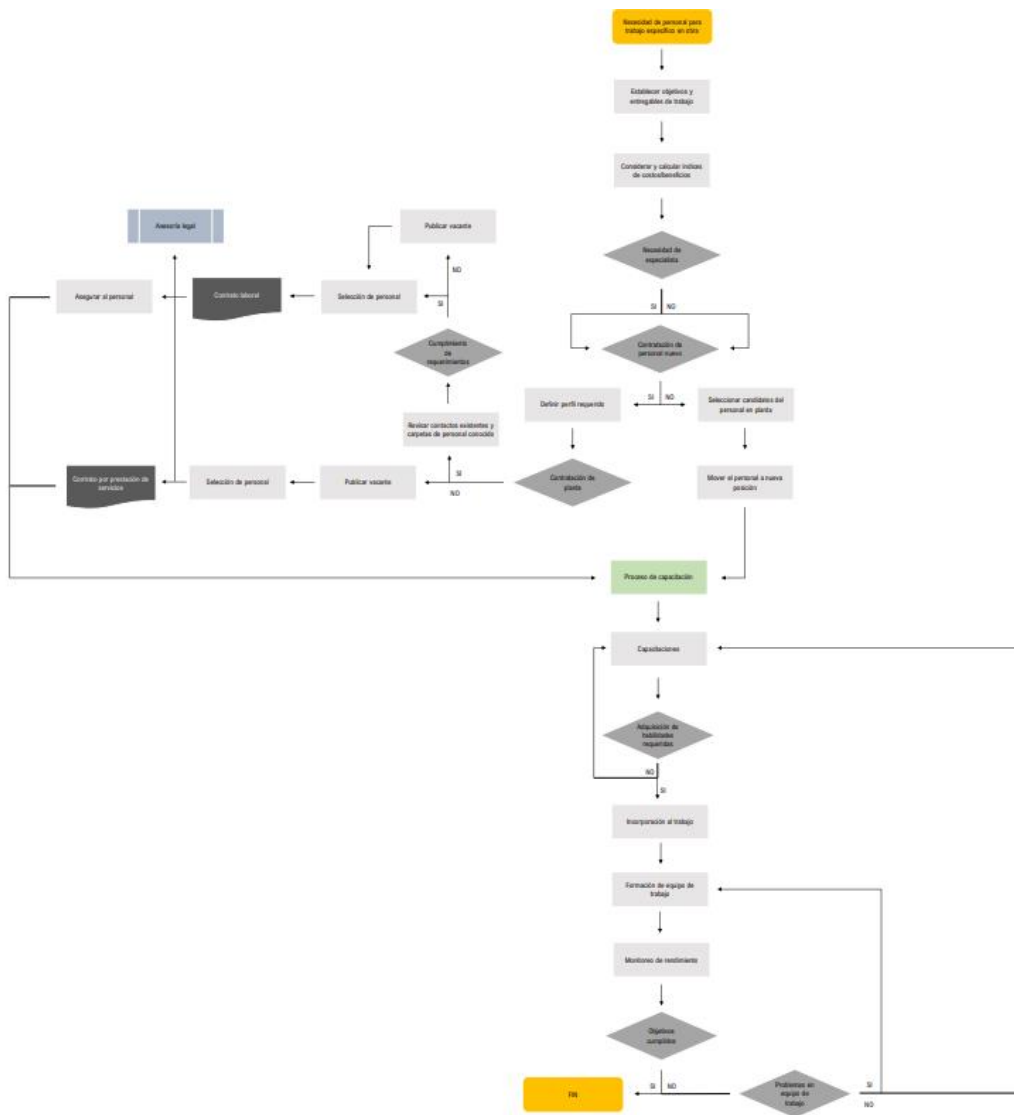 Necesidad de personal para
trabajo específico en obra
Establecer objetivos y
entregables de trabajo
Considerar y calcular índices
de costos/beneficios
Necesidad de
especialista
SI
NO
Contratación de
personal nuevo
SI
NO
Definir perfil requerido
Seleccionar candidatos del
personal en planta
Mover el personal a nueva
posición
Contratación de
planta
SI
NO
Revisar contactos existentes y
carpetas de personal conocido
Cumplimiento
de
requerimientos
SI
NO
Publicar vacante
Selección de personal
Contrato laboral
Asegurar al personal
Asesoría legal
Publicar vacante
Selección de personal
Contrato por prestación de
servicios
Proceso de capacitación
Capacitaciones
Adquisición de
habilidades
requeridas
NO
SI
Incorporación al trabajo
Formación de equipo de
trabajo
Monitoreo de rendimiento
Objetivos
cumplidos
SI
NO
FIN
Problemas en
equipo de
trabajo
SI
NO